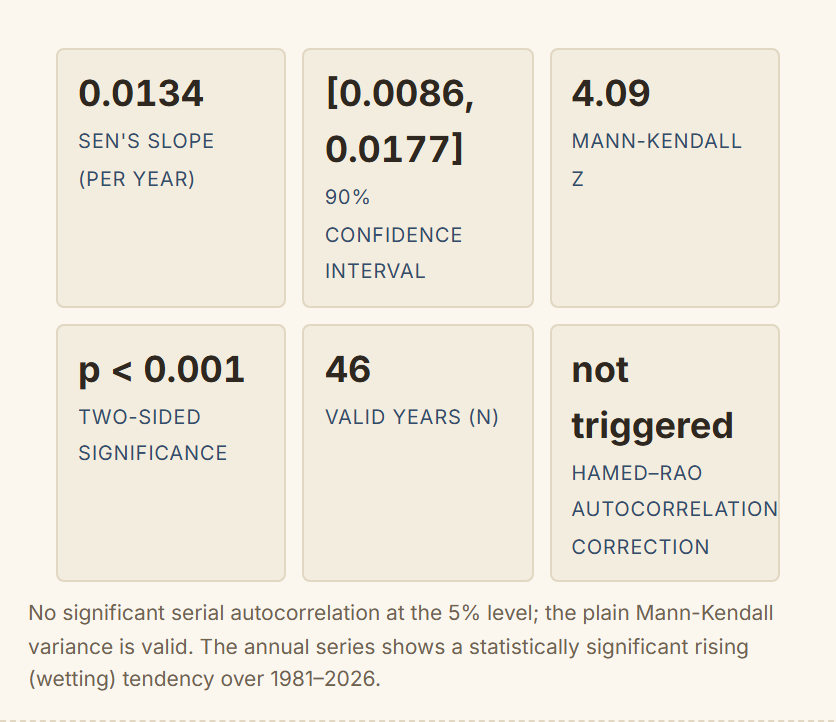 0.0134
SEN'S SLOPE
(PER YEAR)
[0.0086,
0.0177]
90%
CONFIDENCE
INTERVAL
4.09
MANN-KENDALL
Z
p < 0.001
TWO-SIDED
SIGNIFICANCE
46
VALID YEARS (N)
not
triggered
HAMED–RAO
AUTOCORRELATION
CORRECTION
No significant serial autocorrelation at the 5% level; the plain Mann-Kendall
variance is valid. The annual series shows a statistically significant rising
(wetting) tendency over 1981–2026.